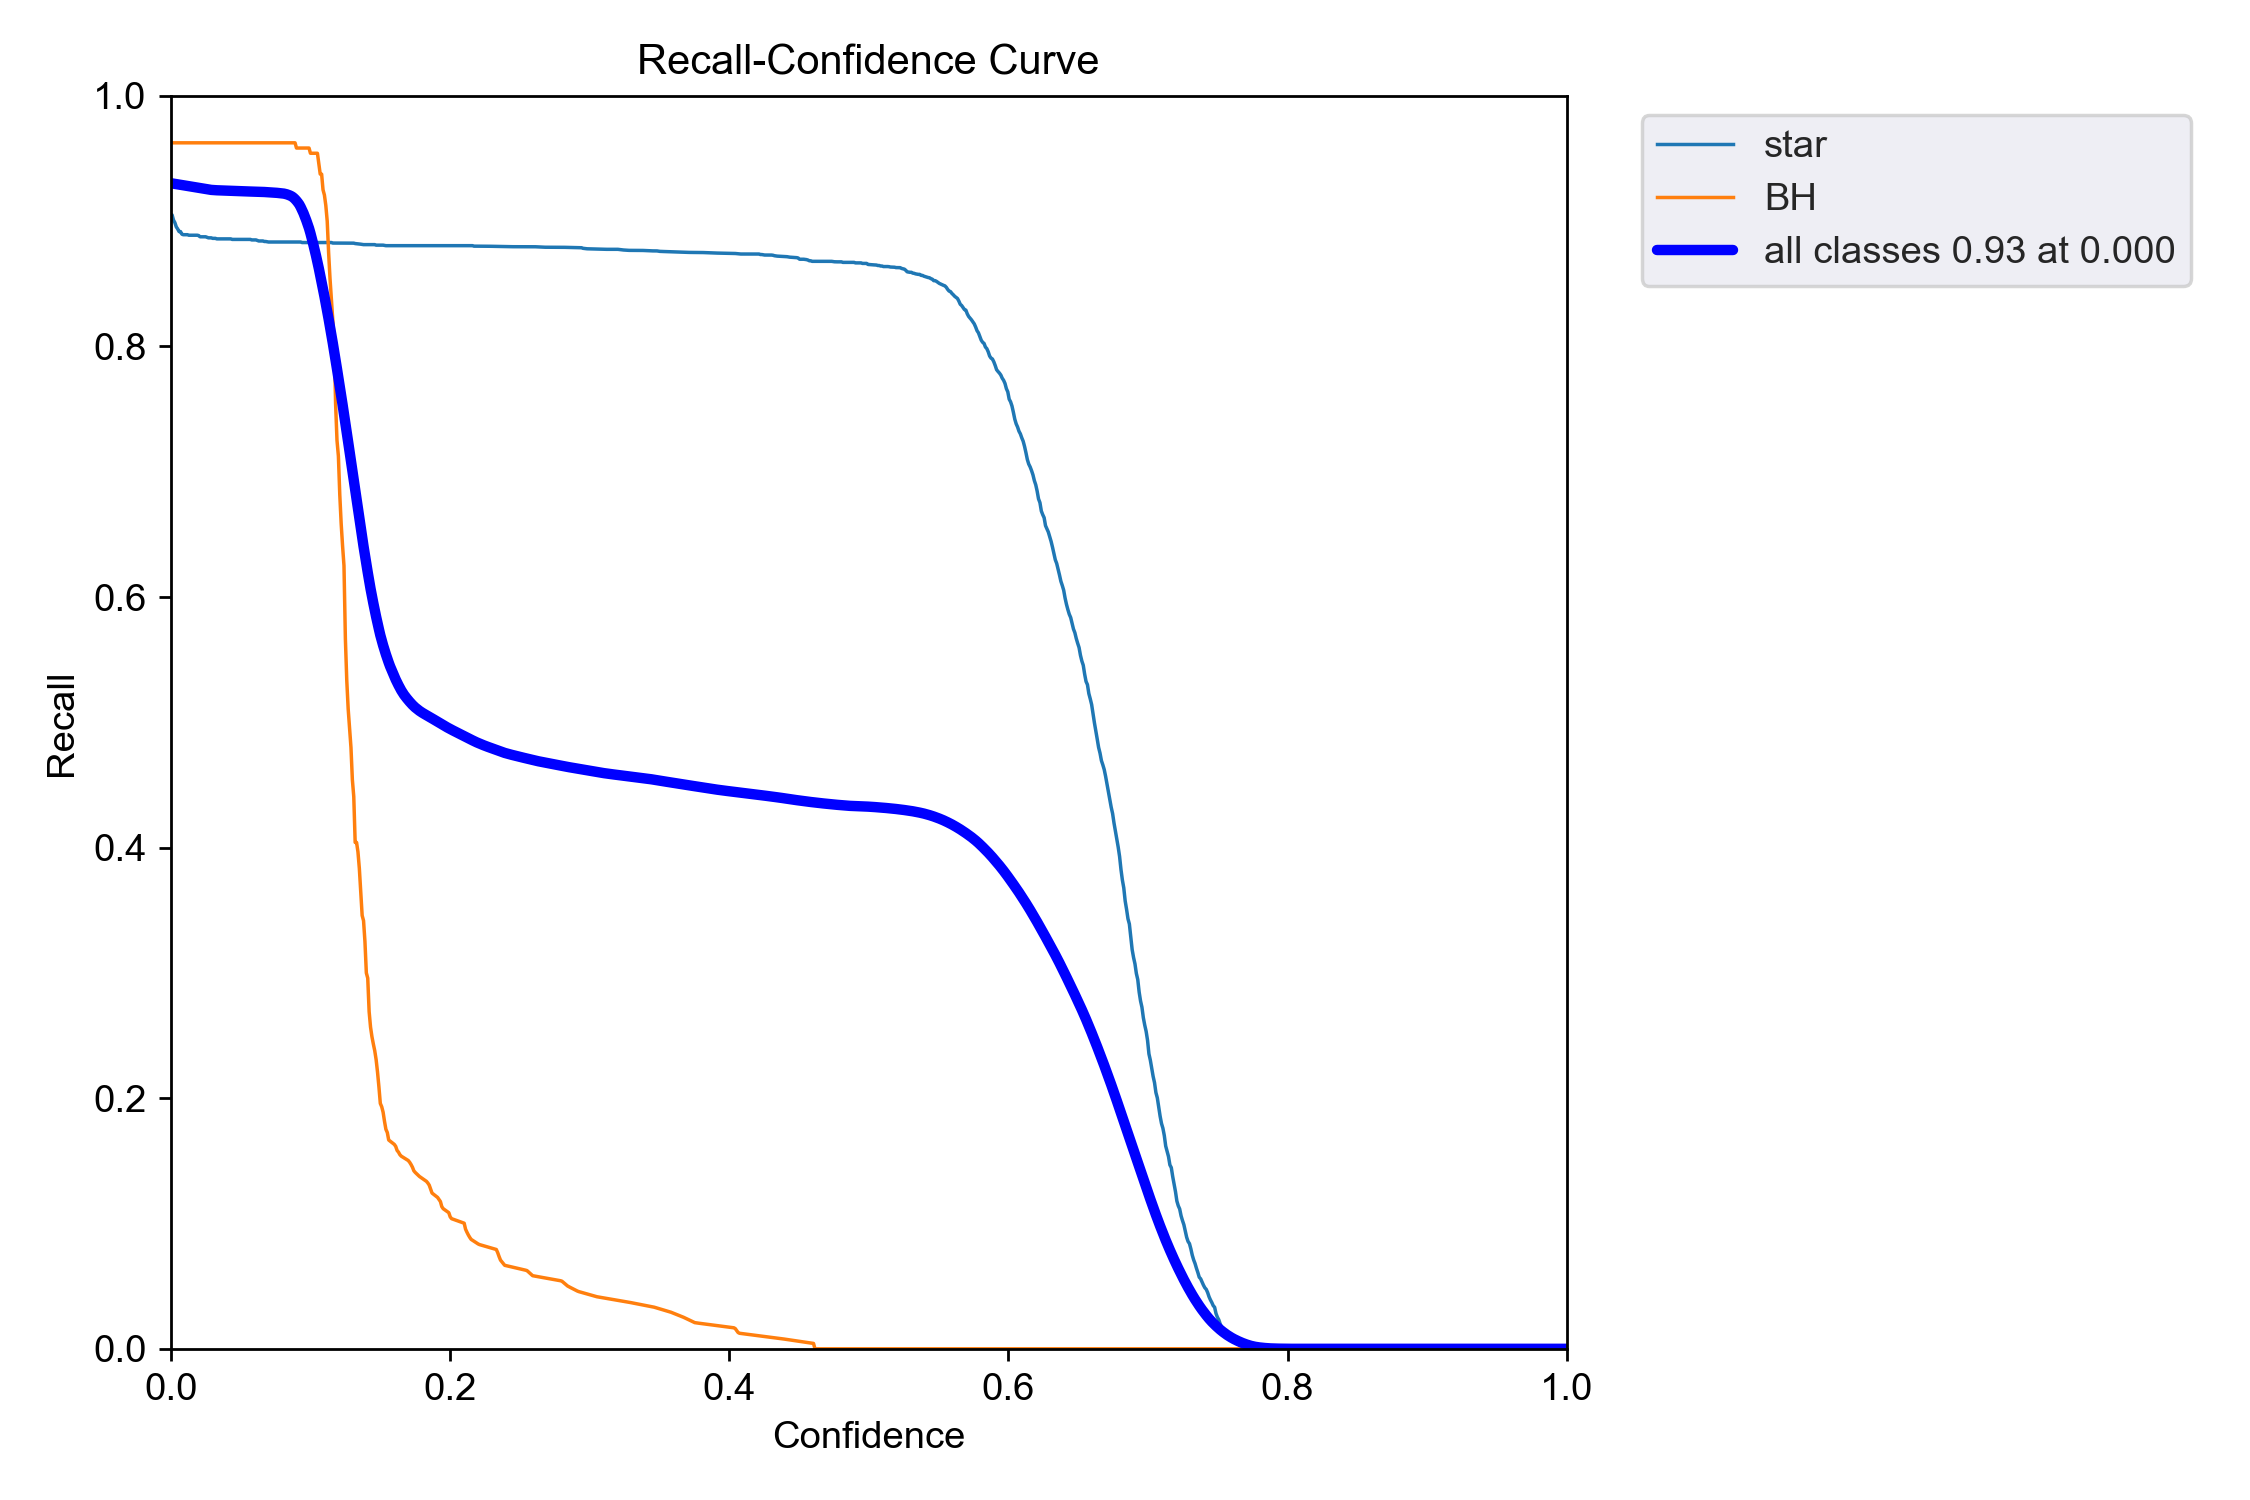 Recall-Confidence Curve
1.0
0.8
0.6
0.4
0.2
0.0
Recall
0.0 0.2 0.4 0.6 0.8 1.0
Confidence
star
BH
all classes 0.93 at 0.000